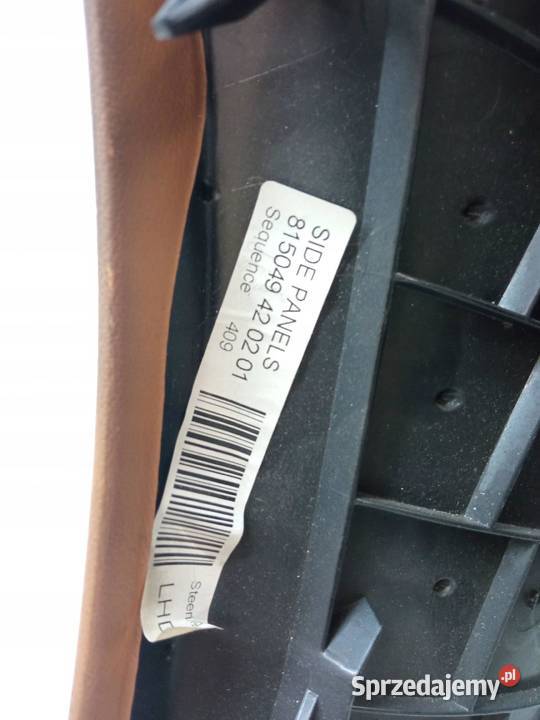 SIDE PANELS
815049 42 02 01
Sequence 409
LHD
Sprzedajemy.pl